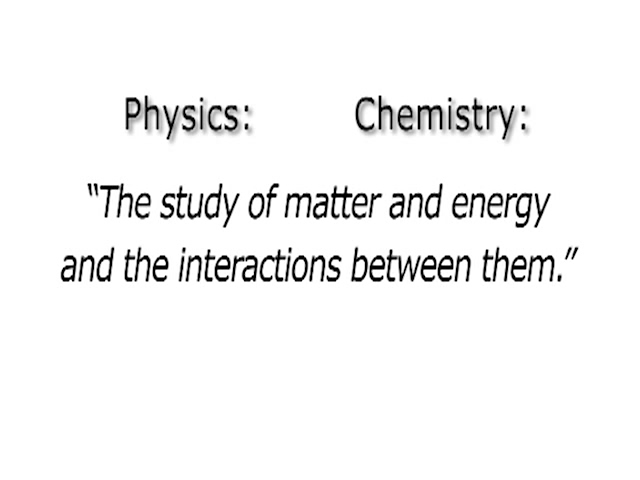 Physics: Chemistry:
“The study of matter and energy
and the interactions between them.”